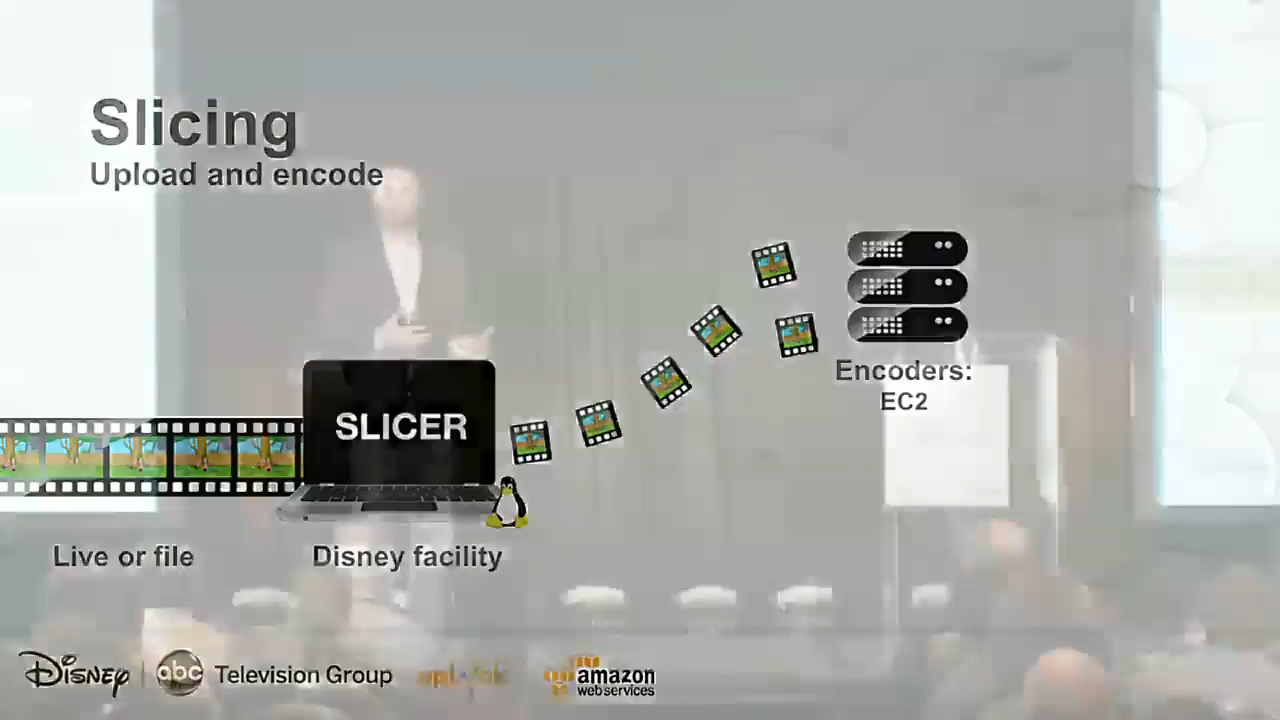 Slicing
Upload and encode
SLICER
Encoders:
EC2
Live or file
Disney facility
Disney
abc Television Group
amazon
webservices